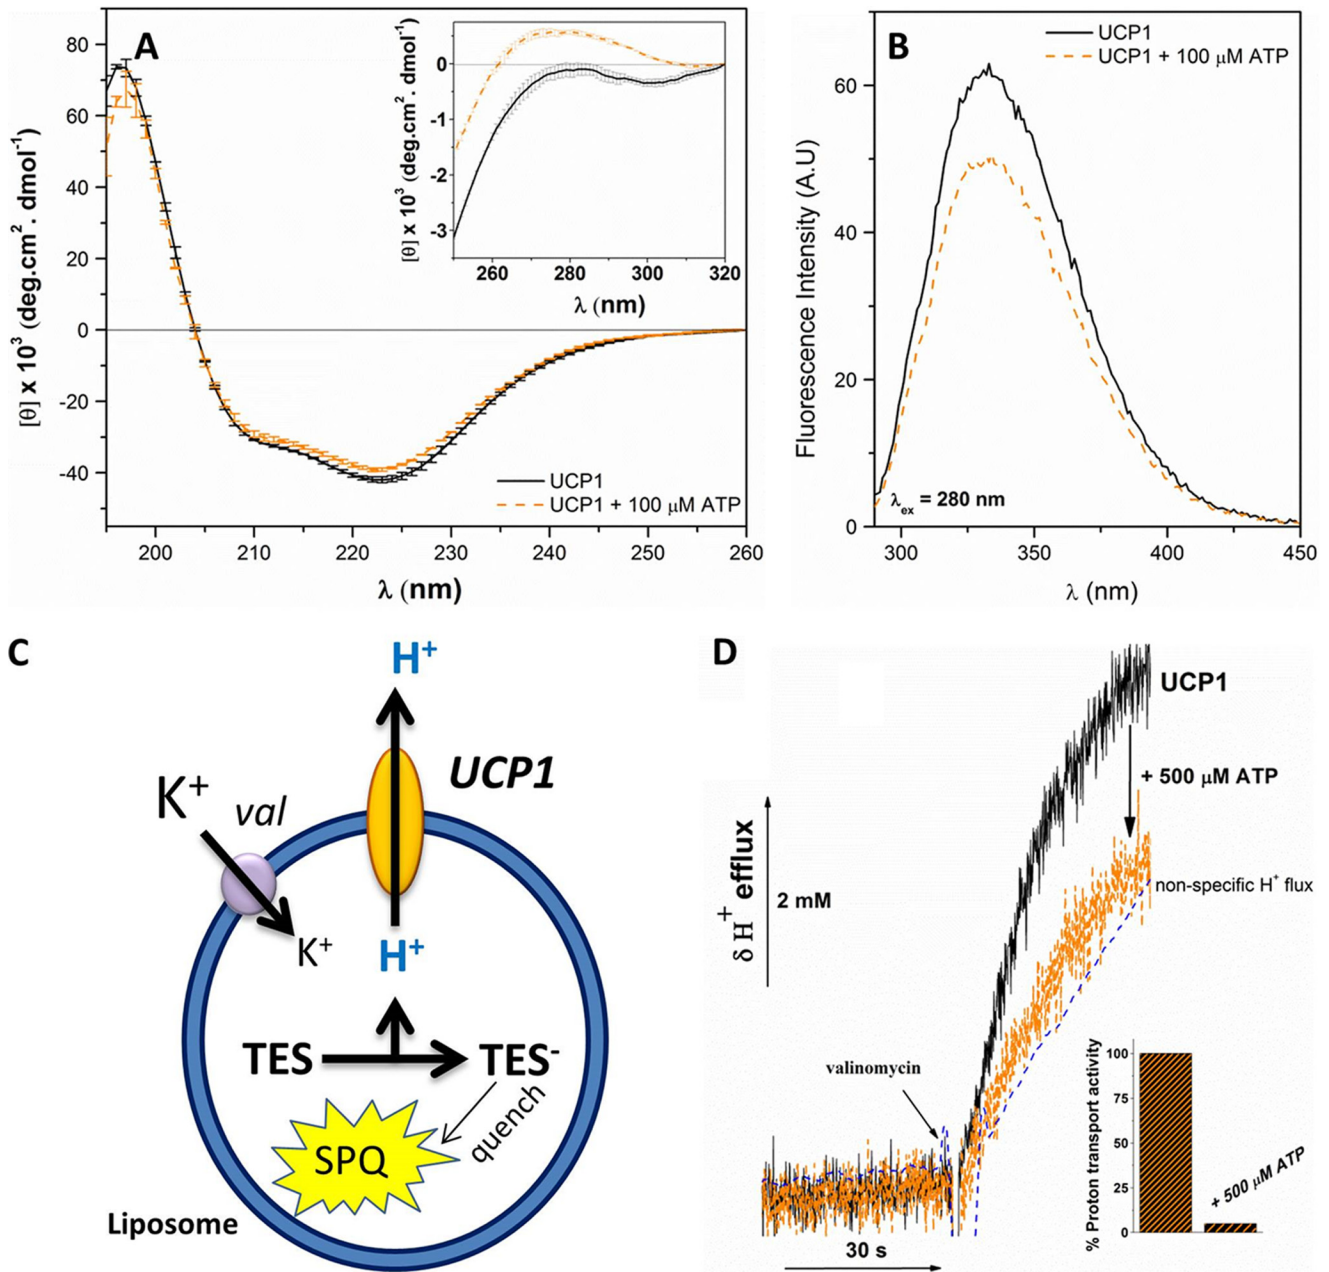 A
80
60
40
20
0
-20
-40
200
210
220
230
240
250
260
[θ] x 10³ (deg.cm². dmol⁻¹)
λ (nm)
UCP1
UCP1 + 100 μM ATP
0
-1
-2
-3
260
280
300
320
[θ] x 10³ (deg.cm². dmol⁻¹)
λ (nm)
B
UCP1
UCP1 + 100 μM ATP
60
40
20
0
300
350
400
450
Fluorescence Intensity (A.U)
λex = 280 nm
λ (nm)
C
H⁺
UCP1
K⁺
val
K⁺
H⁺
TES
TES⁻
quench
SPQ
Liposome
D
UCP1
+ 500 μM ATP
δ H⁺ efflux
2 mM
non-specific H⁺ flux
valinomycin
30 s
% Proton transport activity
100
75
50
25
0
+ 500 μM ATP